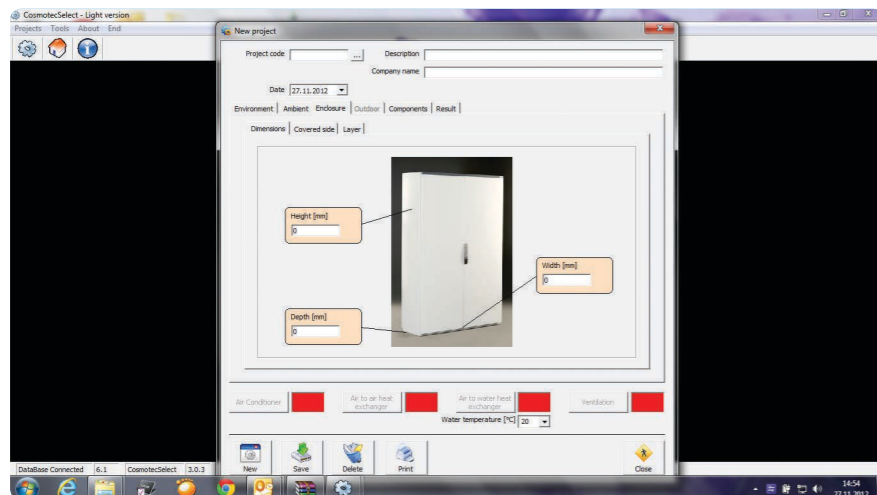 CosmotecSelect - Light version
Projects Tools About End
New project
Project code ... Description
Company name
Date 27.11.2012
Environment Ambient Enclosure Outdoor Components Result
Dimensions Covered side Layer
Height [mm]
0
Width [mm]
0
Depth [mm]
0
Air Conditioner
Air to air heat
exchanger
Air to water heat
exchanger
Ventilation
Water temperature [°C] 20
New Save Delete Print Close
DataBase Connected 6.1 CosmotecSelect 3.0.3
14:54
27.11.2012